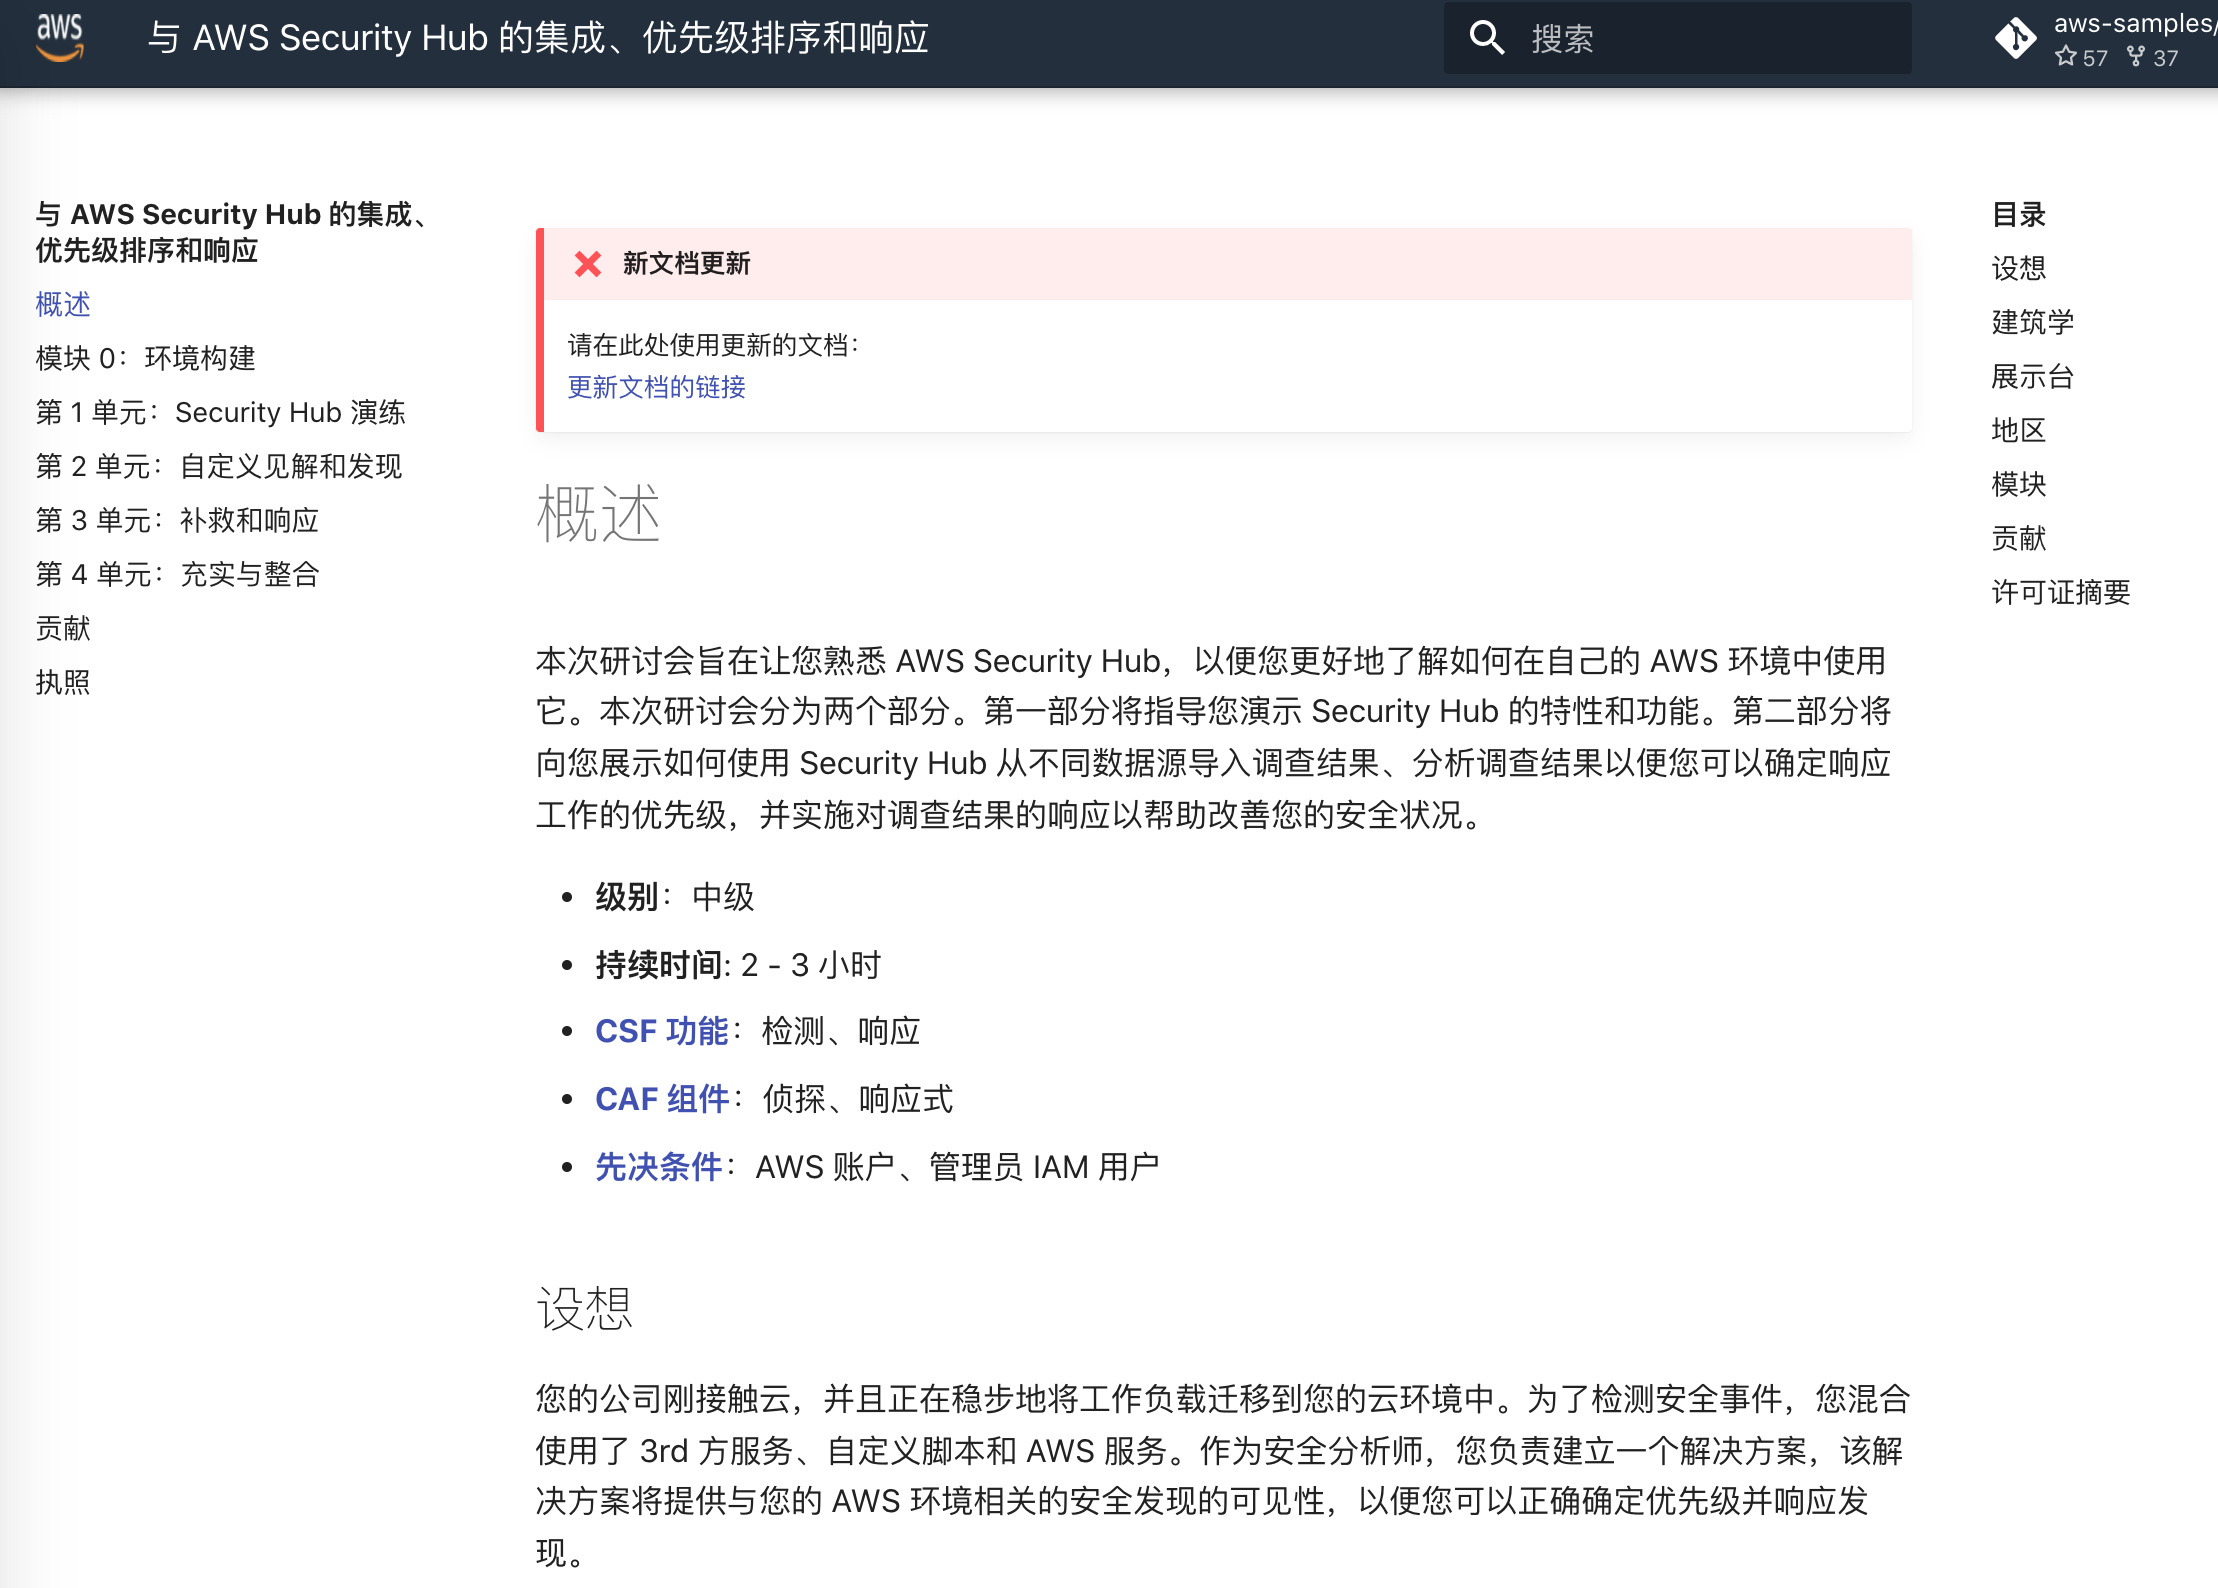 aws
与 AWS Security Hub 的集成、优先级排序和响应
搜索
aws-samples/
57 37
与 AWS Security Hub 的集成、
优先级排序和响应
概述
模块 0：环境构建
第 1 单元：Security Hub 演练
第 2 单元：自定义见解和发现
第 3 单元：补救和响应
第 4 单元：充实与整合
贡献
执照
新文档更新
请在此处使用更新的文档：
更新文档的链接
概述
本次研讨会旨在让您熟悉 AWS Security Hub，以便您更好地了解如何在自己的 AWS 环境中使用
它。本次研讨会分为两个部分。第一部分将指导您演示 Security Hub 的特性和功能。第二部分将
向您展示如何使用 Security Hub 从不同数据源导入调查结果、分析调查结果以便您可以确定响应
工作的优先级，并实施对调查结果的响应以帮助改善您的安全状况。
• 级别：中级
• 持续时间: 2 - 3 小时
• CSF 功能：检测、响应
• CAF 组件：侦探、响应式
• 先决条件：AWS 账户、管理员 IAM 用户
设想
您的公司刚接触云，并且正在稳步地将工作负载迁移到您的云环境中。为了检测安全事件，您混合
使用了 3rd 方服务、自定义脚本和 AWS 服务。作为安全分析师，您负责建立一个解决方案，该解
决方案将提供与您的 AWS 环境相关的安全发现的可见性，以便您可以正确确定优先级并响应发
现。
目录
设想
建筑学
展示台
地区
模块
贡献
许可证摘要